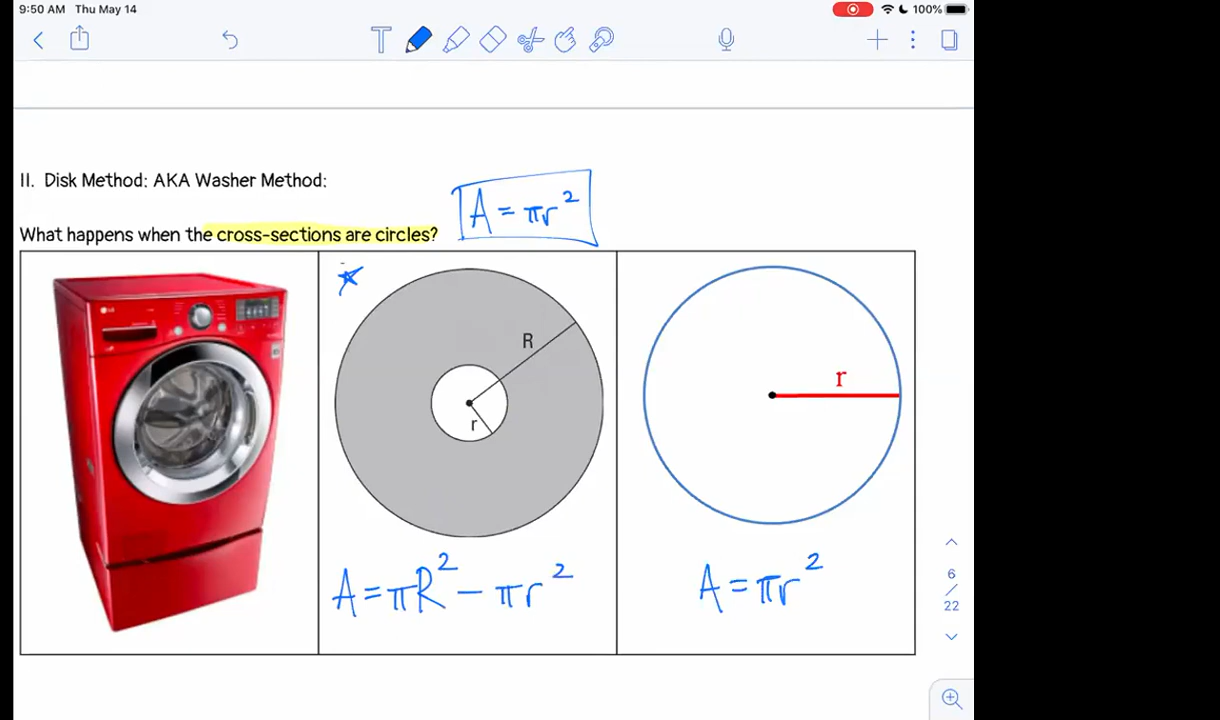 9:50 AM Thu May 14
100%
T
II. Disk Method: AKA Washer Method:
A = πr²
What happens when the cross-sections are circles?
LG
R
r
r
A = πR² − πr²
A = πr²
6
/
22